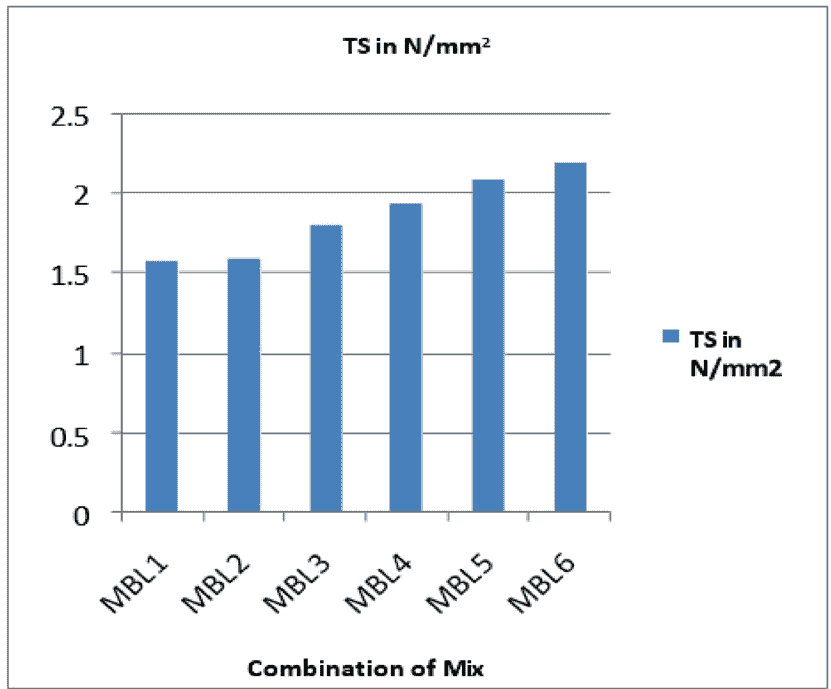 TS in N/mm²
2.5
2
1.5
1
0.5
0
MBL1
MBL2
MBL3
MBL4
MBL5
MBL6
Combination of Mix
TS in
N/mm2